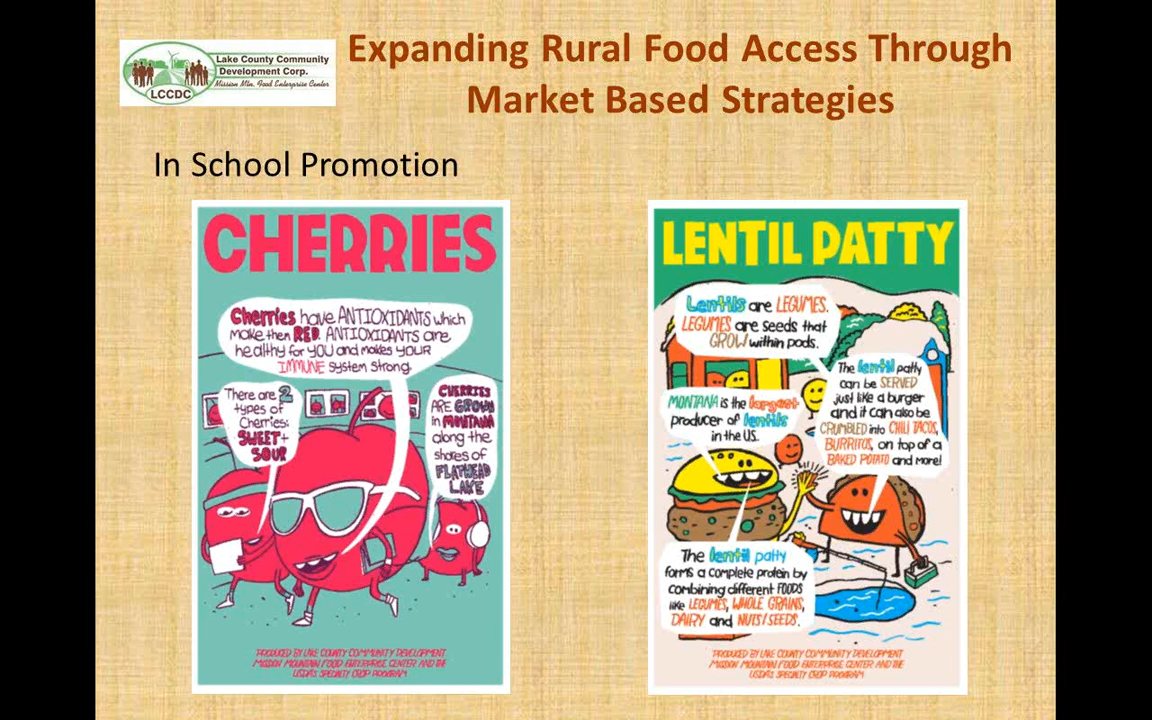 Lake County Community
Development Corp.
Mission Mtn. Food Enterprise Center
LCCDC
Expanding Rural Food Access Through
Market Based Strategies
In School Promotion
CHERRIES
Cherries have ANTIOXIDANTS which
make then RED. ANTIOXIDANTS are
healthy for YOU and makes YOUR
IMMUNE system strong.
There are 2
types of
Cherries:
SWEET+
SOUR
CHERRIES
ARE GROWN
in MONTANA
along the
shores of
FLATHEAD
LAKE
PRODUCED BY LAKE COUNTY COMMUNITY DEVELOPMENT
MISSION MOUNTAIN FOOD ENTERPRISE CENTER AND THE
USDA'S SPECIALTY CROP PROGRAM
LENTIL PATTY
Lentils are LEGUMES.
LEGUMES are seeds that
GROW within pods.
The lentil patty
can be SERVED
just like a burger
and it can also be
CRUMBLED into CHILI TACOS,
BURRITOS, on top of a
BAKED POTATO and more!
MONTANA is the largest
producer of lentils
in the US.
The lentil patty
forms a complete protein by
combining different FOODS
like LEGUMES, WHOLE GRAINS,
DAIRY and NUTS/SEEDS.
PRODUCED BY LAKE COUNTY COMMUNITY DEVELOPMENT
MISSION MOUNTAIN FOOD ENTERPRISE CENTER AND THE
USDA'S SPECIALTY CROP PROGRAM